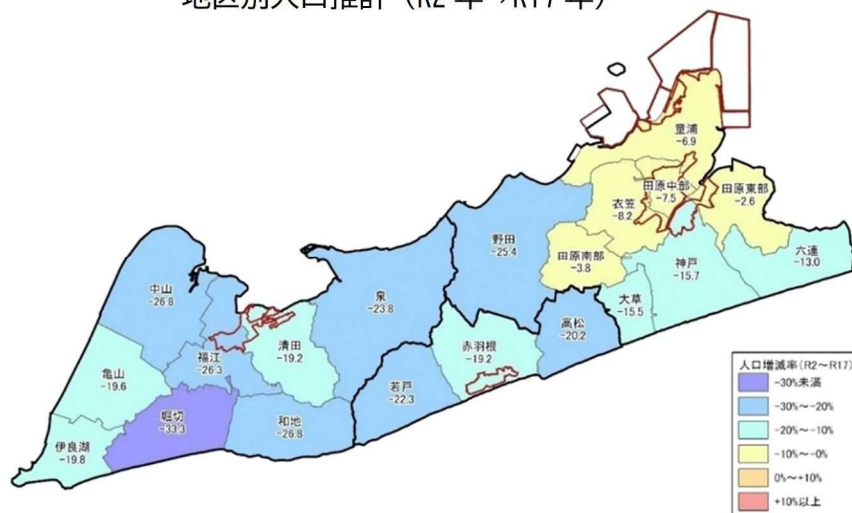 地区別人口推計（R2年→R17年）
童浦
-6.9
田原中部
-7.5
田原東部
-2.6
衣笠
-8.2
野田
-25.4
田原南部
-3.8
神戸
-15.7
六連
-13.0
中山
-26.8
泉
-23.8
大草
-15.5
高松
-20.2
清田
-19.2
赤羽根
-19.2
福江
-26.3
亀山
-19.6
若戸
-22.3
堀切
-33.3
和地
-26.8
伊良湖
-19.8
人口増減率(R2～R17)
-30%未満
-30%～-20%
-20%～-10%
-10%～-0%
0%～+10%
+10%以上